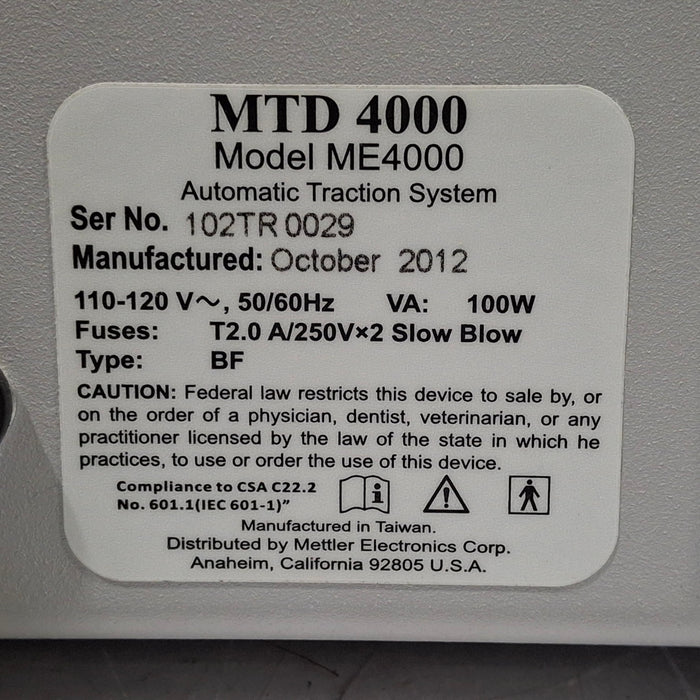 MTD 4000
Model ME4000
Automatic Traction System
Ser No. 102TR0029
Manufactured: October 2012
110-120 V～, 50/60Hz VA: 100W
Fuses: T2.0 A/250V×2 Slow Blow
Type: BF
CAUTION: Federal law restricts this device to sale by, or
on the order of a physician, dentist, veterinarian, or any
practitioner licensed by the law of the state in which he
practices, to use or order the use of this device.
Compliance to CSA C22.2
No. 601.1(IEC 601-1)”
Manufactured in Taiwan.
Distributed by Mettler Electronics Corp.
Anaheim, California 92805 U.S.A.